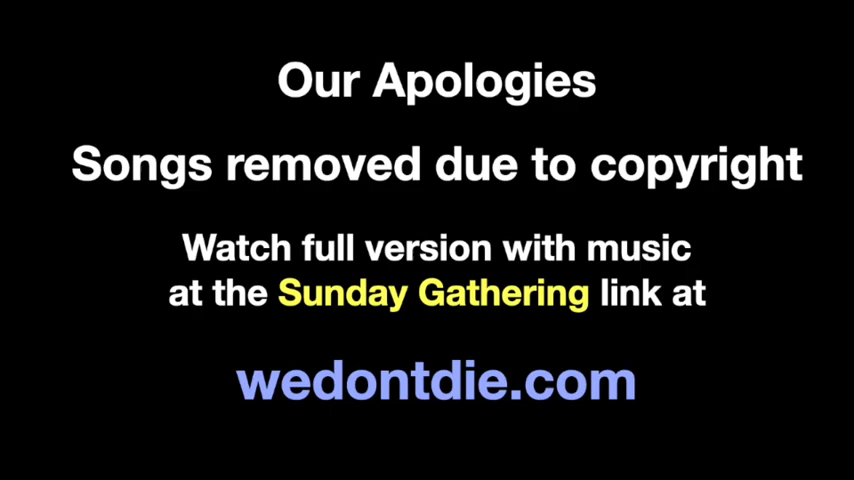 Our Apologies
Songs removed due to copyright
Watch full version with music
at the Sunday Gathering link at
wedontdie.com